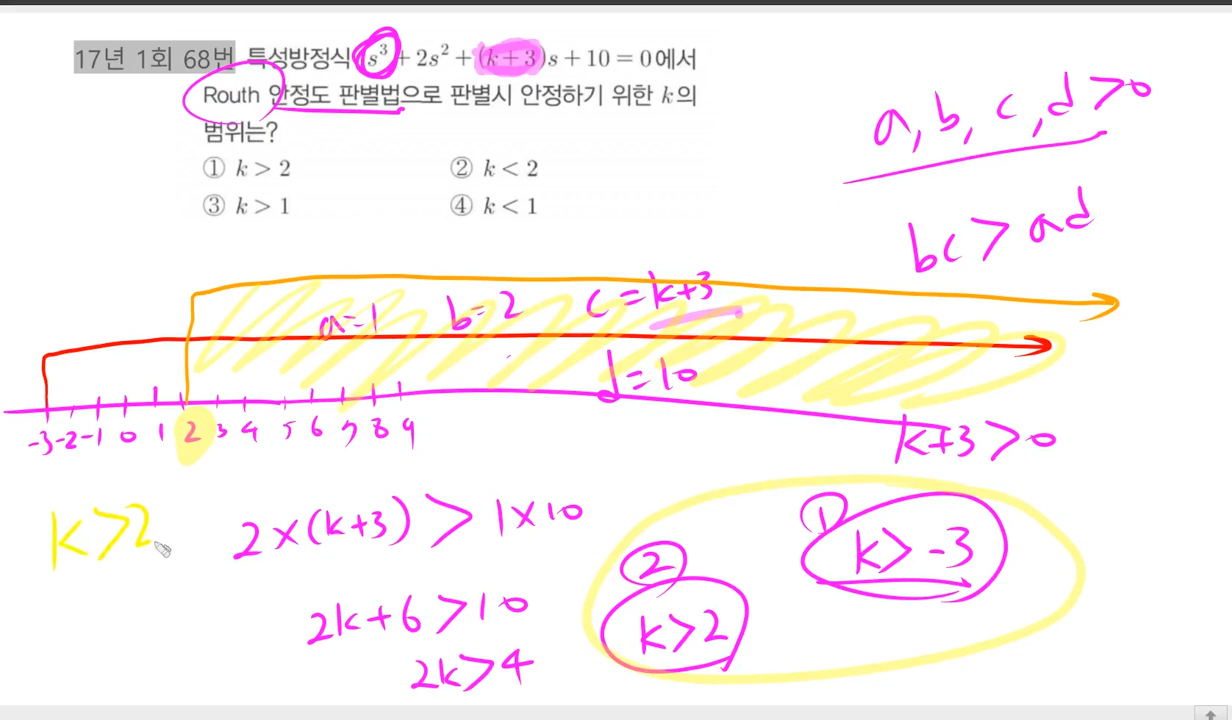 17년 1회 68번 특성방정식 s³ + 2s² + (k+3)s + 10 = 0에서
Routh 안정도 판별법으로 판별시 안정하기 위한 k의
범위는?
① k > 2 ② k < 2
③ k > 1 ④ k < 1
a, b, c, d > 0
bc > ad
a=1 b=2 c=k+3
d=10
-3 -2 -1 0 1 2 3 4 5 6 7 8 9
k+3>0
k>2
2×(k+3) > 1×10
① k > -3
2k+6>10
② k>2
2k>4